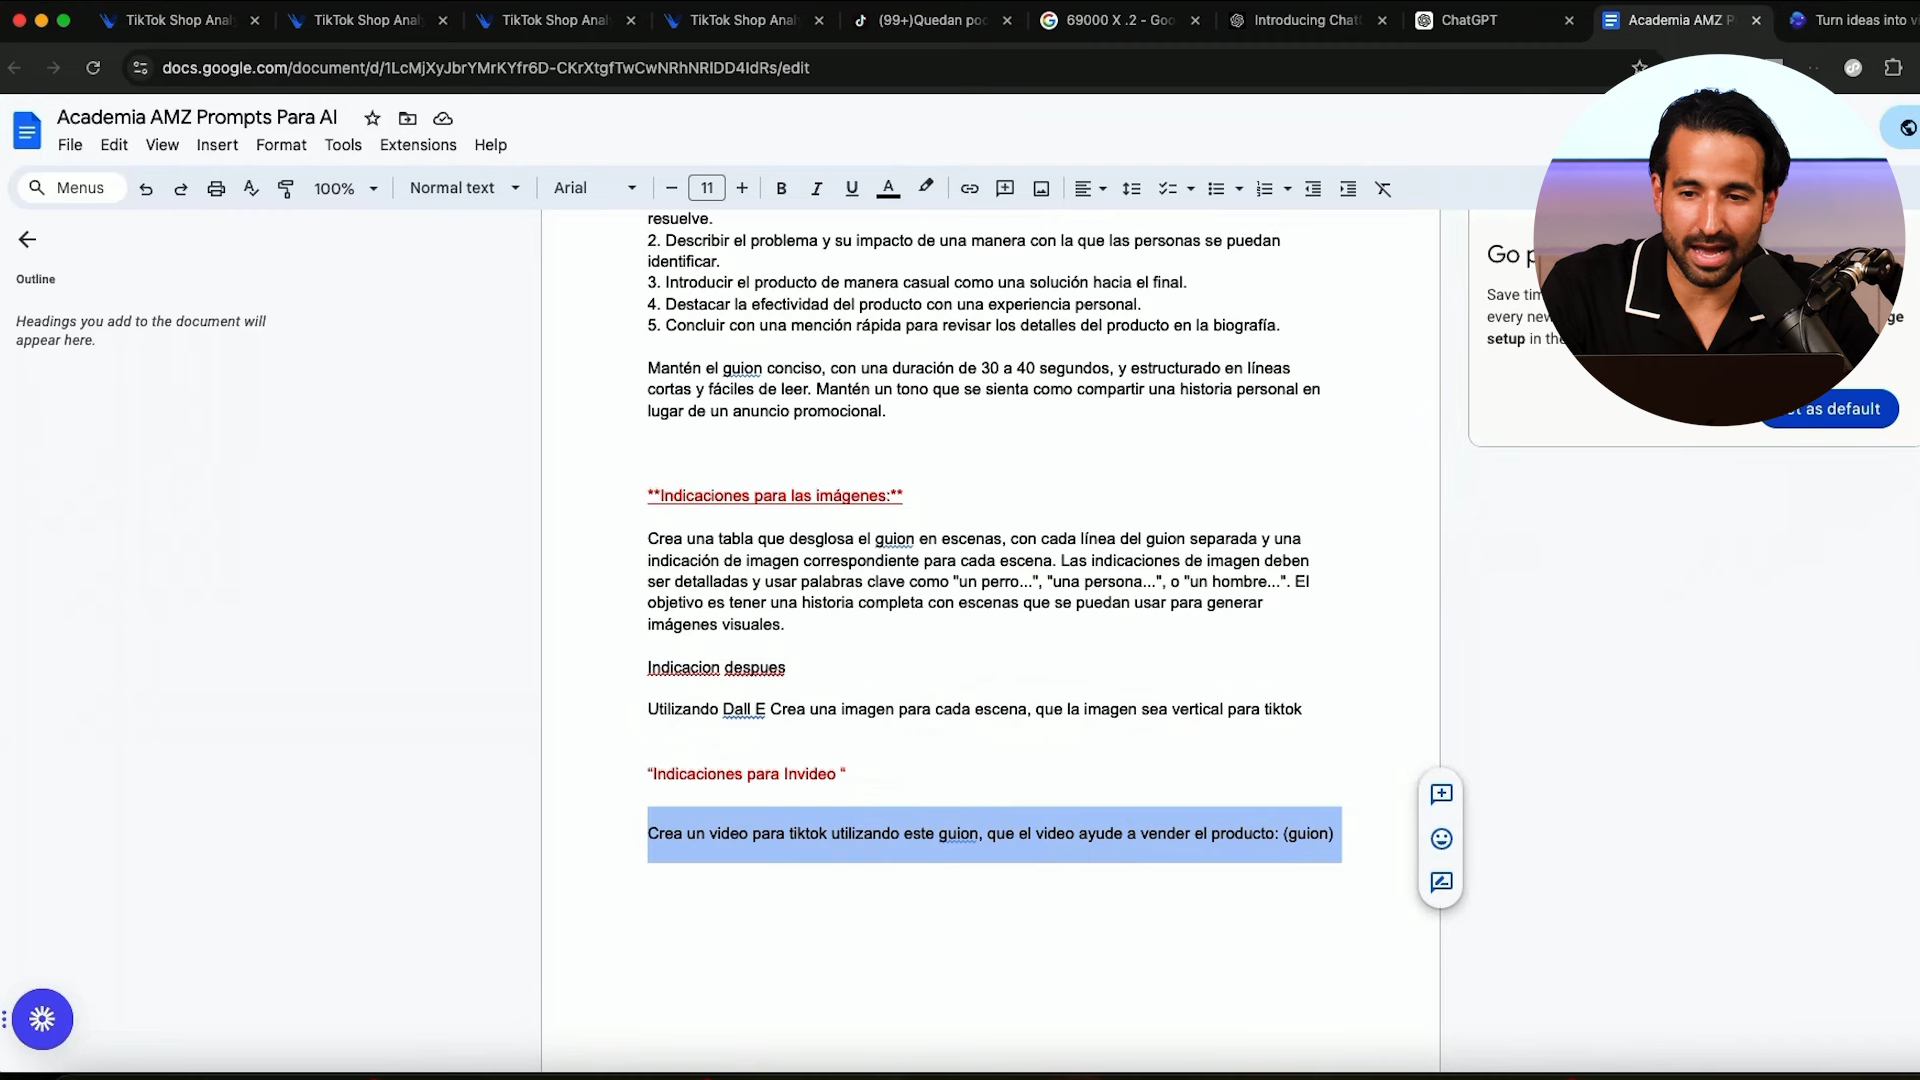 TikTok Shop Anal
TikTok Shop Anal
TikTok Shop Anal
TikTok Shop Anal
(99+)Quedan poc
69000 X .2 - Goo
Introducing Chat
ChatGPT
Academia AMZ P
Turn ideas into v
docs.google.com/document/d/1LcMjXyJbrYMrKYfr6D-CKrXtgfTwCwNRhNRIDD4IdRs/edit
Academia AMZ Prompts Para AI
File Edit View Insert Format Tools Extensions Help
Menus 100% Normal text Arial 11
Outline
Headings you add to the document will
appear here.
resuelve.
2. Describir el problema y su impacto de una manera con la que las personas se puedan
identificar.
3. Introducir el producto de manera casual como una solución hacia el final.
4. Destacar la efectividad del producto con una experiencia personal.
5. Concluir con una mención rápida para revisar los detalles del producto en la biografía.
Mantén el guion conciso, con una duración de 30 a 40 segundos, y estructurado en líneas
cortas y fáciles de leer. Mantén un tono que se sienta como compartir una historia personal en
lugar de un anuncio promocional.
**Indicaciones para las imágenes:**
Crea una tabla que desglosa el guion en escenas, con cada línea del guion separada y una
indicación de imagen correspondiente para cada escena. Las indicaciones de imagen deben
ser detalladas y usar palabras clave como "un perro...", "una persona...", o "un hombre...". El
objetivo es tener una historia completa con escenas que se puedan usar para generar
imágenes visuales.
Indicacion despues
Utilizando Dall E Crea una imagen para cada escena, que la imagen sea vertical para tiktok
“Indicaciones para Invideo “
Crea un video para tiktok utilizando este guion, que el video ayude a vender el producto: (guion)
Go p
Save tim
every new
setup in the
as default